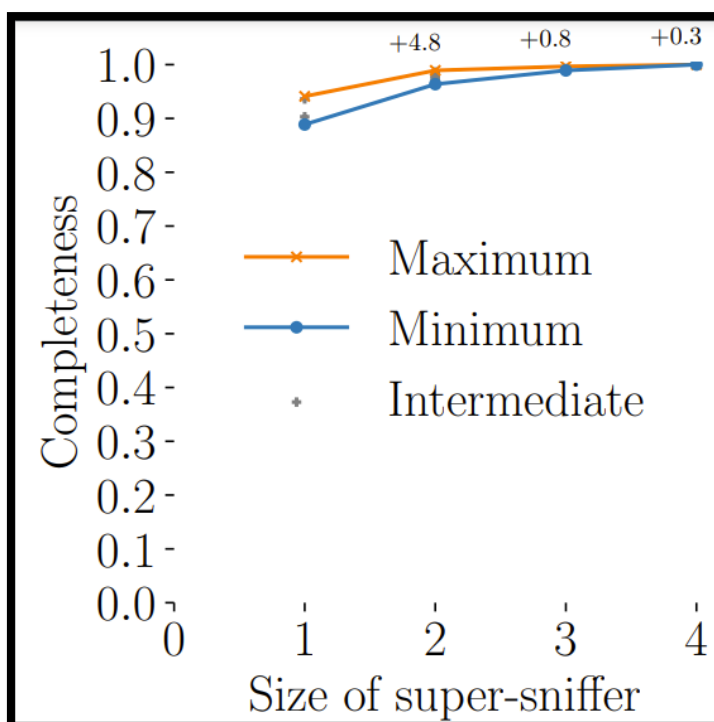 +4.8 +0.8 +0.3
1.0
0.9
0.8
0.7
0.6
0.5
0.4
0.3
0.2
0.1
0.0
Completeness
Maximum
Minimum
Intermediate
0 1 2 3 4
Size of super-sniffer